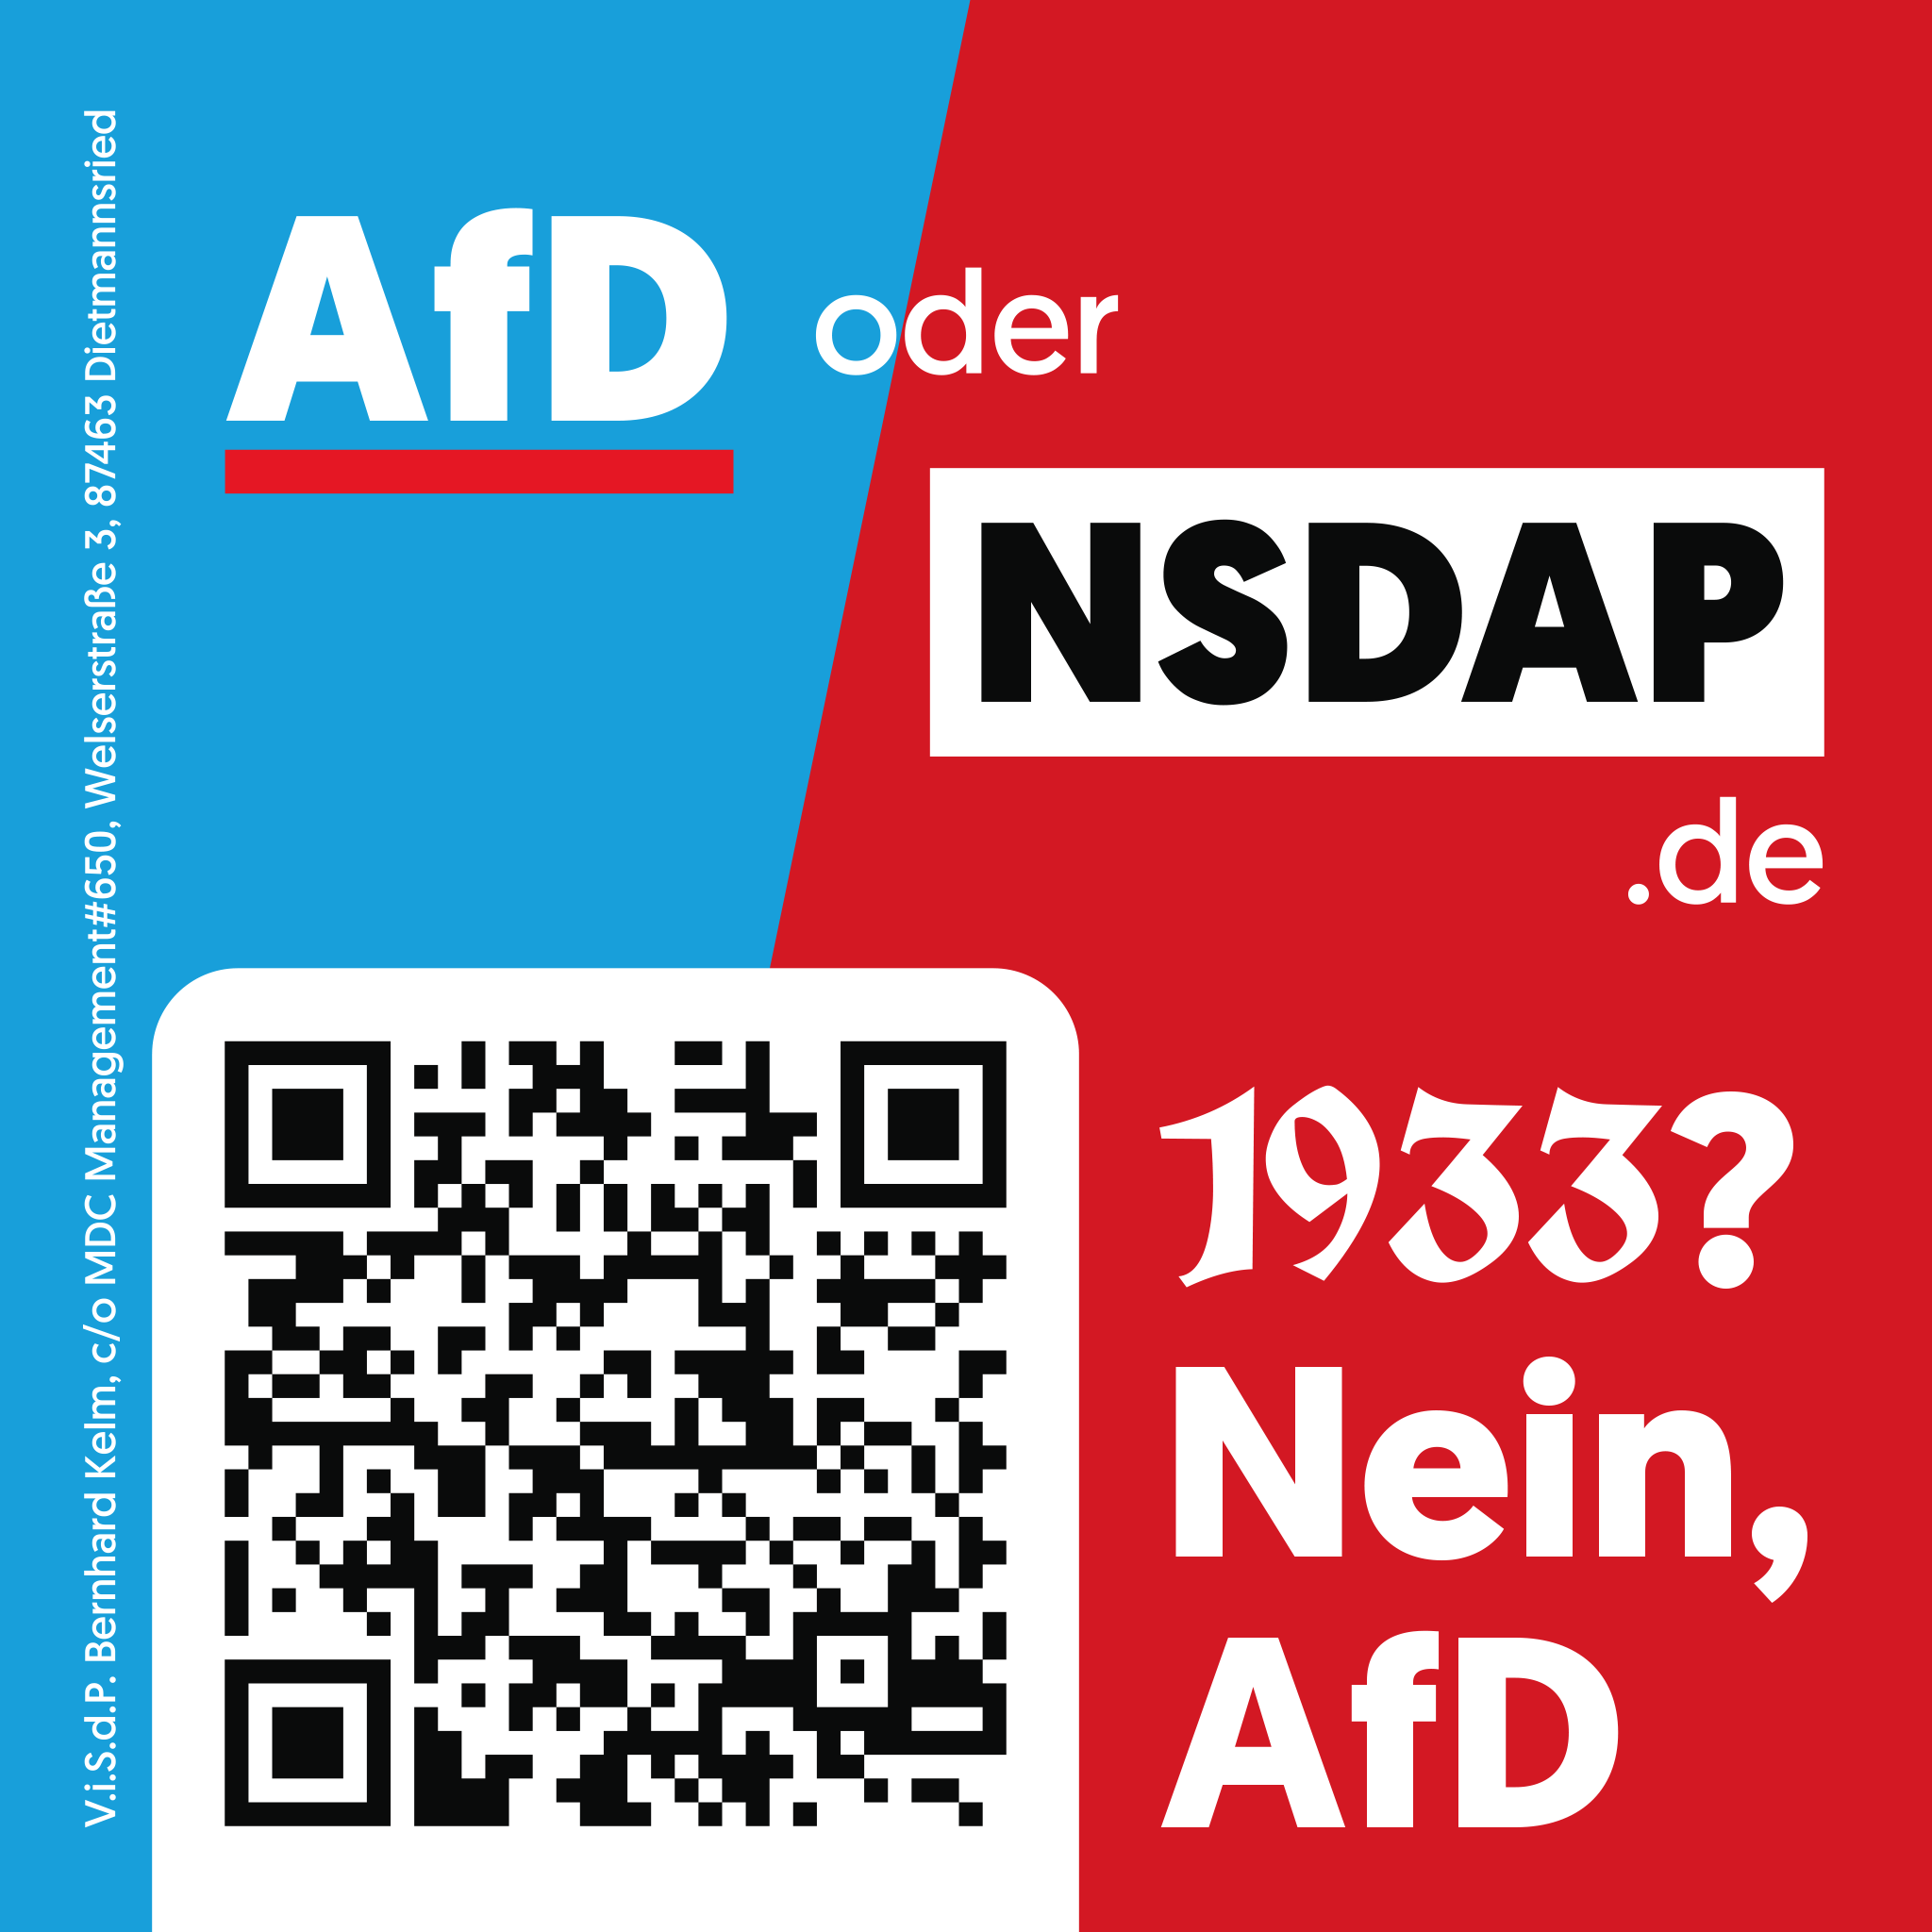 AfD oder
NSDAP
.de
1933?
Nein,
AfD
V.i.S.d.P. Bernhard Kelm, c/o MDC Management#650, Welserstraße 3, 87463 Dietmannsried